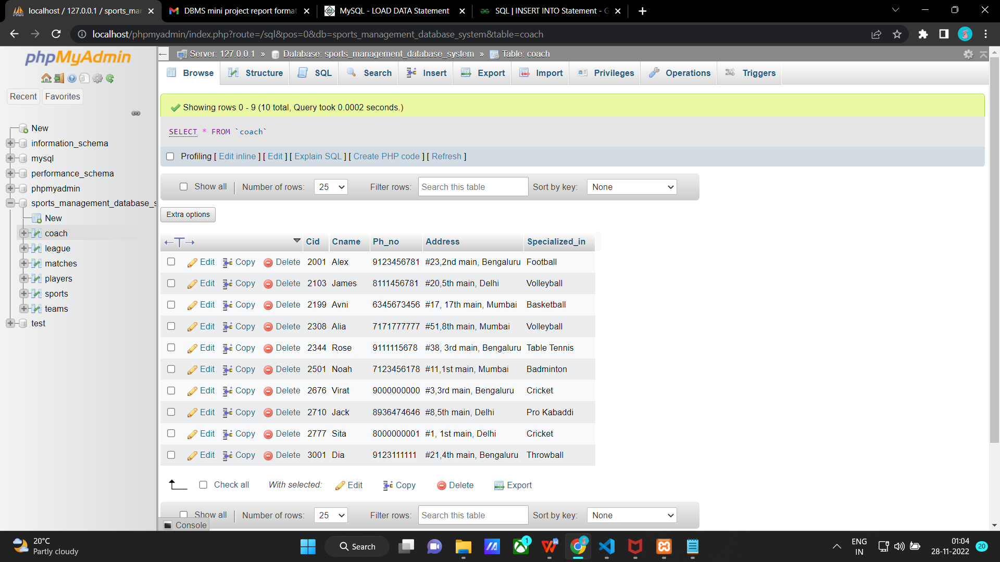 localhost / 127.0.0.1 / sports_mar
DBMS mini project report format
MySQL - LOAD DATA Statement
SQL | INSERT INTO Statement - G
localhost/phpmyadmin/index.php?route=/sql&pos=0&db=sports_management_database_system&table=coach
phpMyAdmin
Recent Favorites
New
information_schema
mysql
performance_schema
phpmyadmin
sports_management_database_s
New
coach
league
matches
players
sports
teams
test
Server: 127.0.0.1 » Database: sports_management_database_system » Table: coach
Browse Structure SQL Search Insert Export Import Privileges Operations Triggers
Showing rows 0 - 9 (10 total, Query took 0.0002 seconds.)
SELECT * FROM `coach`
Profiling [ Edit inline ] [ Edit ] [ Explain SQL ] [ Create PHP code ] [ Refresh ]
Show all | Number of rows: 25 Filter rows: Search this table Sort by key: None
Extra options
←T→ Cid Cname Ph_no Address Specialized_in
Edit Copy Delete 2001 Alex 9123456781 #23,2nd main, Bengaluru Football
Edit Copy Delete 2103 James 8111456781 #20,5th main, Delhi Volleyball
Edit Copy Delete 2199 Avni 6345673456 #17, 17th main, Mumbai Basketball
Edit Copy Delete 2308 Alia 7171777777 #51,8th main, Mumbai Volleyball
Edit Copy Delete 2344 Rose 9111115678 #38, 3rd main, Bengaluru Table Tennis
Edit Copy Delete 2501 Noah 7123456178 #11,1st main, Mumbai Badminton
Edit Copy Delete 2676 Virat 9000000000 #3,3rd main, Bengaluru Cricket
Edit Copy Delete 2710 Jack 8936474646 #8,5th main, Delhi Pro Kabaddi
Edit Copy Delete 2777 Sita 8000000001 #1, 1st main, Delhi Cricket
Edit Copy Delete 3001 Dia 9123111111 #21,4th main, Bengaluru Throwball
Check all With selected: Edit Copy Delete Export
Show all | Number of rows: 25 Filter rows: Search this table Sort by key: None
Console
20°C
Partly cloudy
Search
1
ENG
IN
01:04
28-11-2022
20